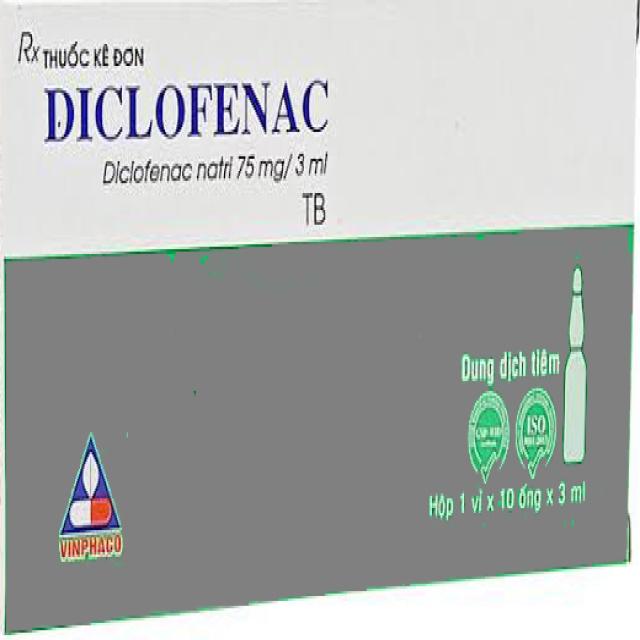 Rx THUỐC KÊ ĐƠN
DICLOFENAC
Diclofenac natri 75 mg/ 3 ml
TB
Dung dịch tiêm
ISO
Hộp 1 vỉ x 10 ống x 3 ml
VINPHACO